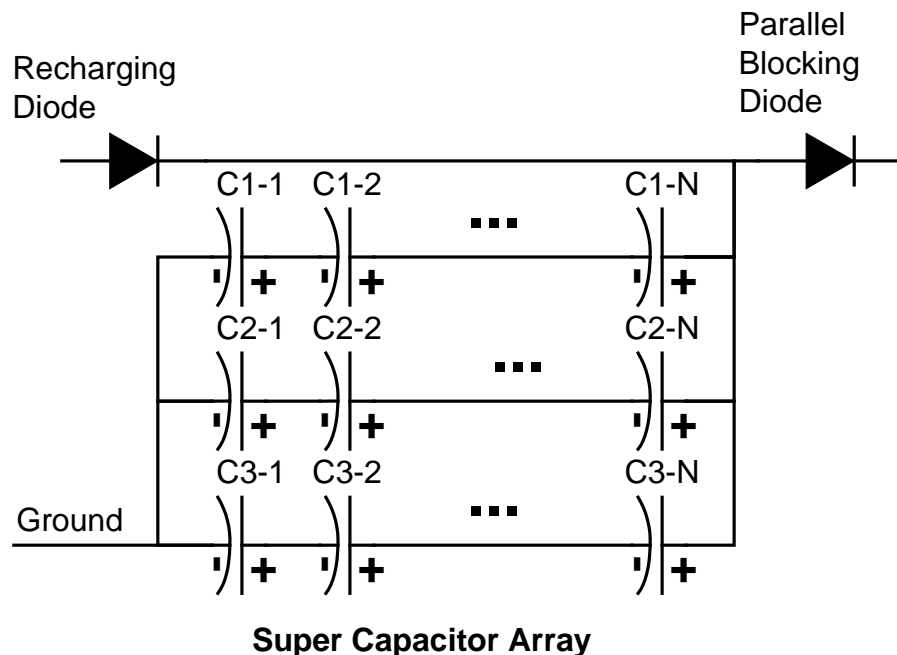 Parallel
Blocking
Diode
Recharging
Diode
C1-1 C1-2 ... C1-N
- + - + - +
C2-1 C2-2 ... C2-N
- + - + - +
C3-1 C3-2 ... C3-N
Ground
- + - + - +
Super Capacitor Array